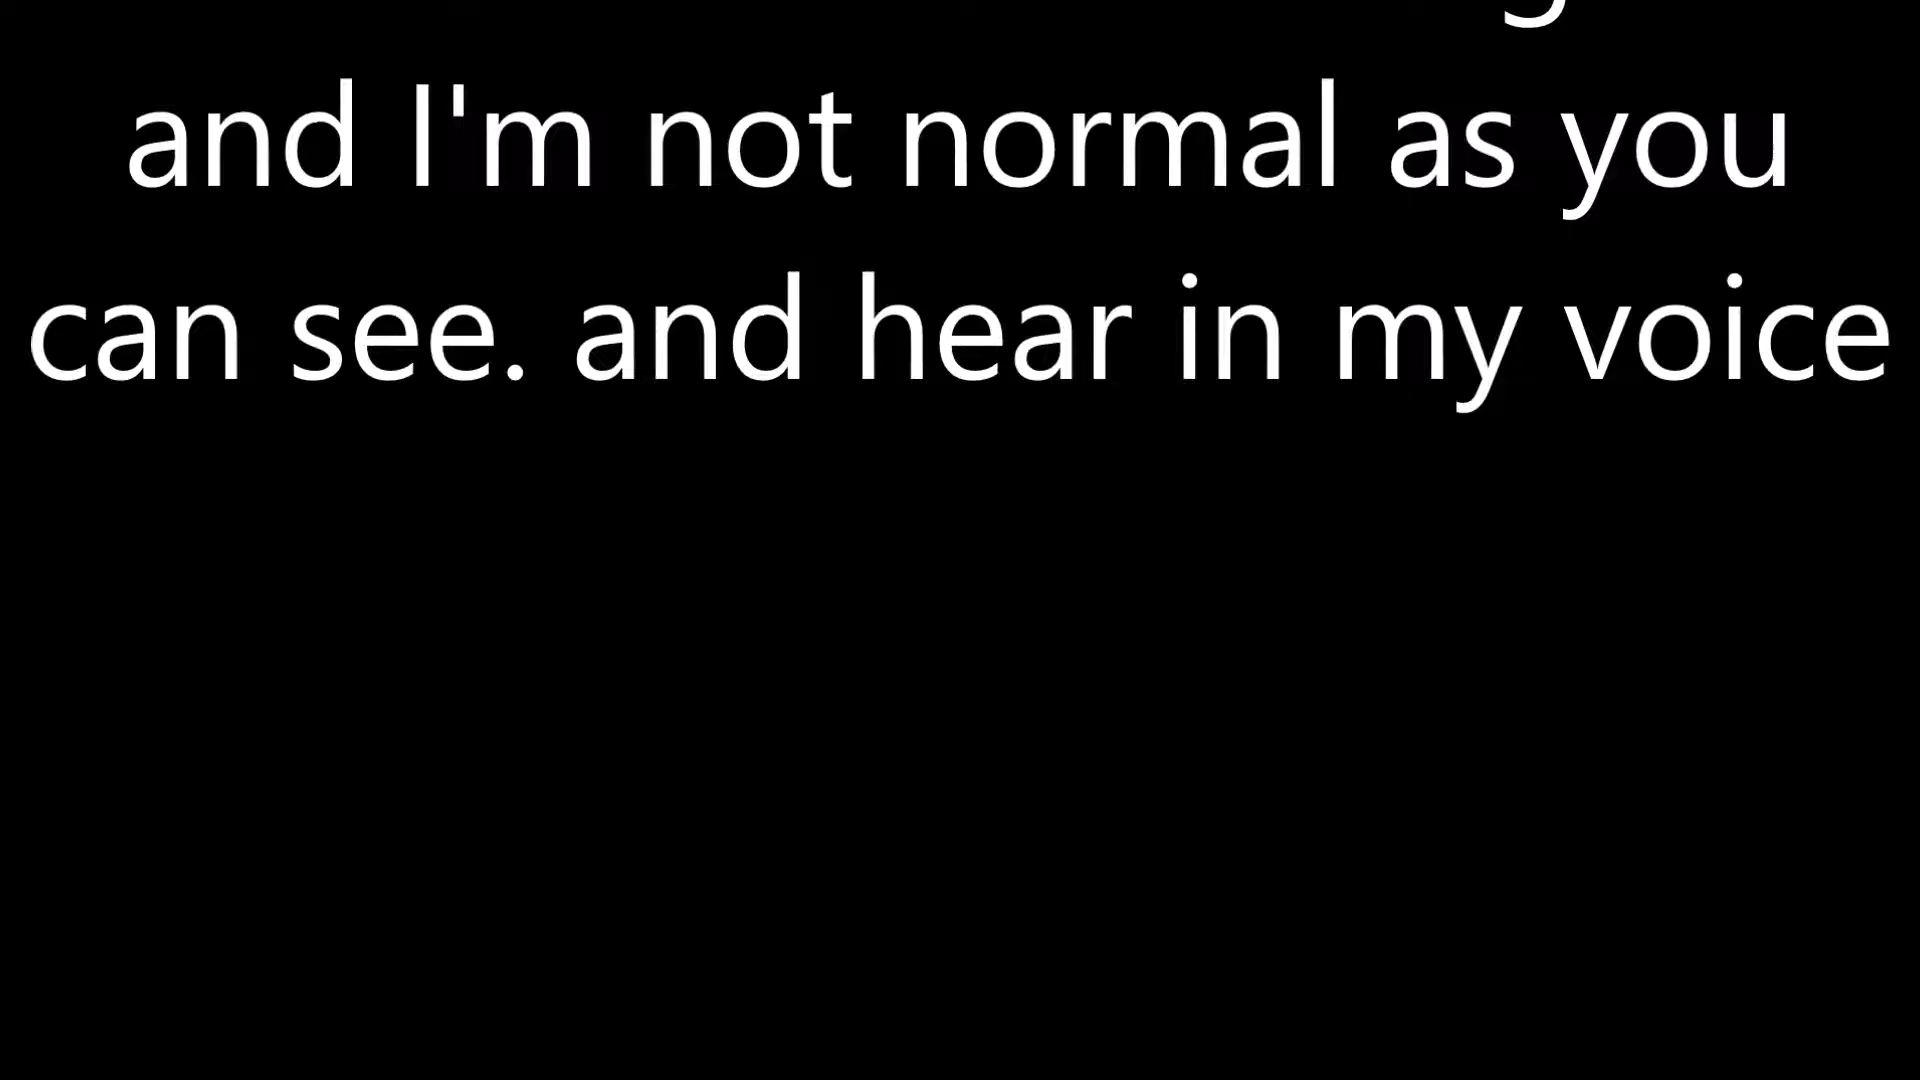 and I'm not normal as you
can see. and hear in my voice